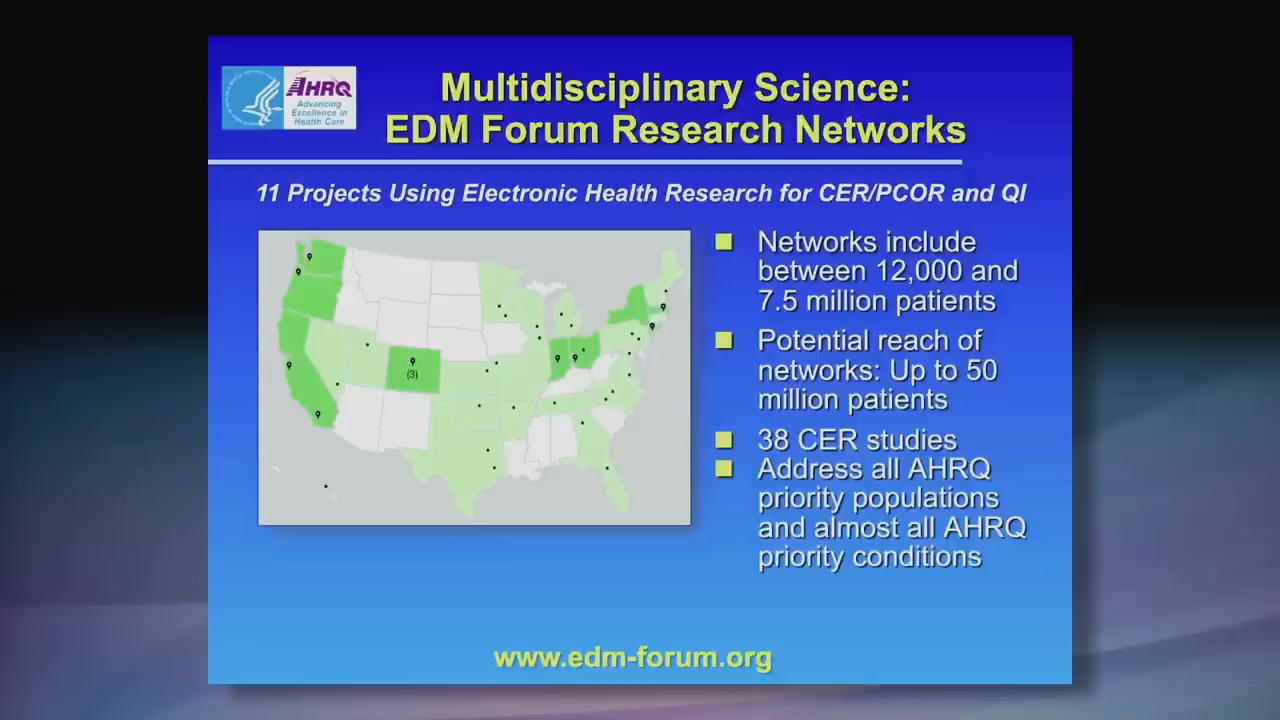 AHRQ
Advancing
Excellence in
Health Care
Multidisciplinary Science:
EDM Forum Research Networks
11 Projects Using Electronic Health Research for CER/PCOR and QI
(3)
Networks include
between 12,000 and
7.5 million patients
Potential reach of
networks: Up to 50
million patients
38 CER studies
Address all AHRQ
priority populations
and almost all AHRQ
priority conditions
www.edm-forum.org